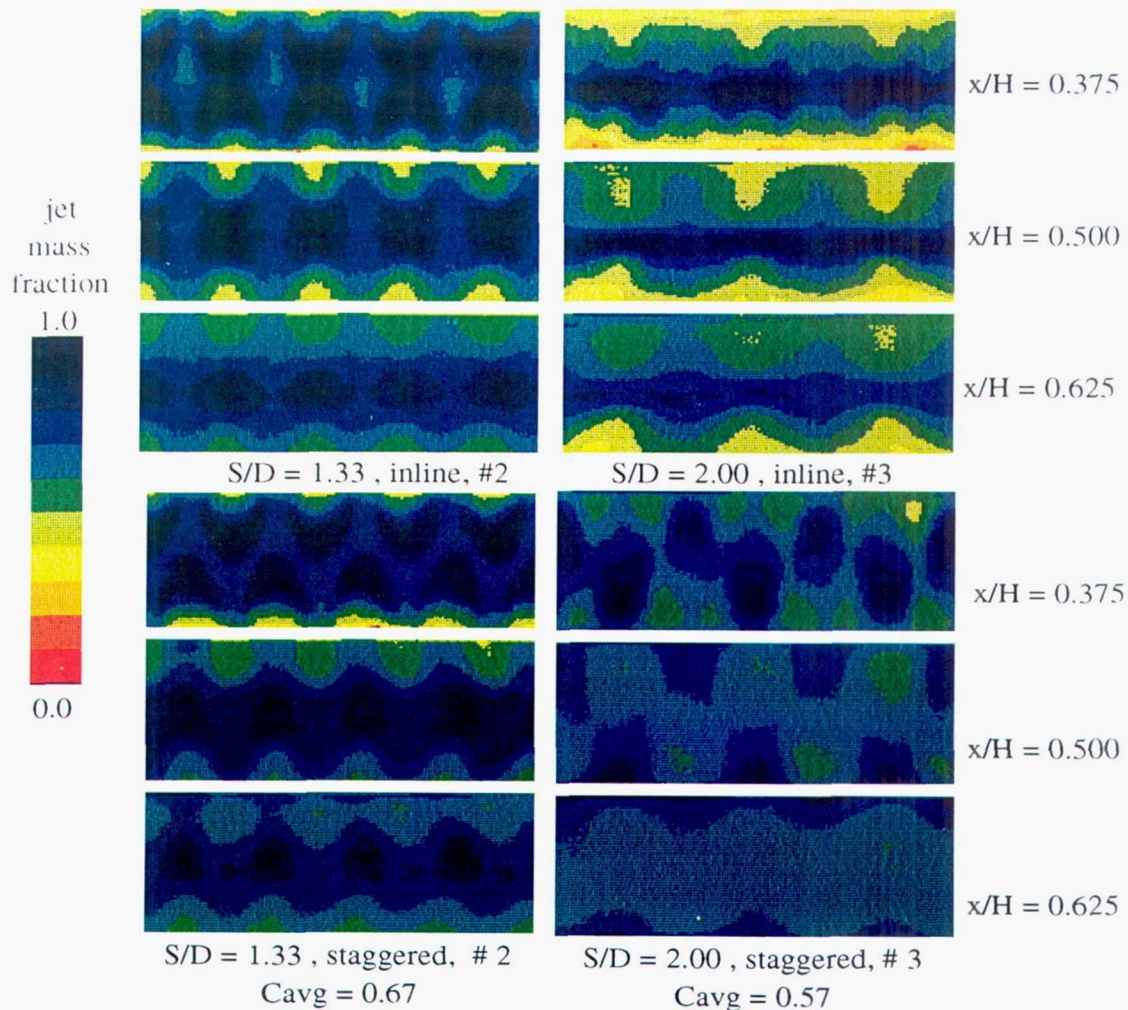 x/H = 0.375
x/H = 0.500
x/H = 0.625
jet
mass
fraction
1.0
0.0
S/D = 1.33 , inline, #2
S/D = 2.00 , inline, #3
x/H = 0.375
x/H = 0.500
x/H = 0.625
S/D = 1.33 , staggered, # 2
Cavg = 0.67
S/D = 2.00 , staggered, # 3
Cavg = 0.57